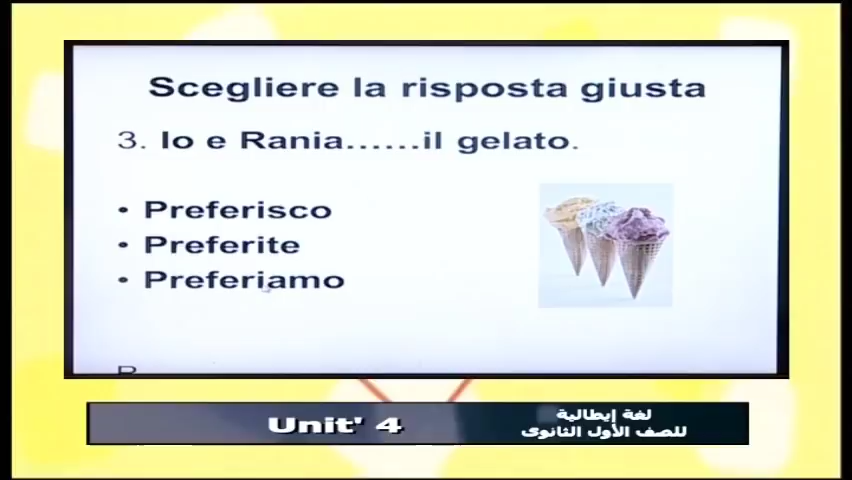 Scegliere la risposta giusta
3. Io e Rania......il gelato.
• Preferisco
• Preferite
• Preferiamo
Unit' 4
لغة إيطالية
للصف الأول الثانوى